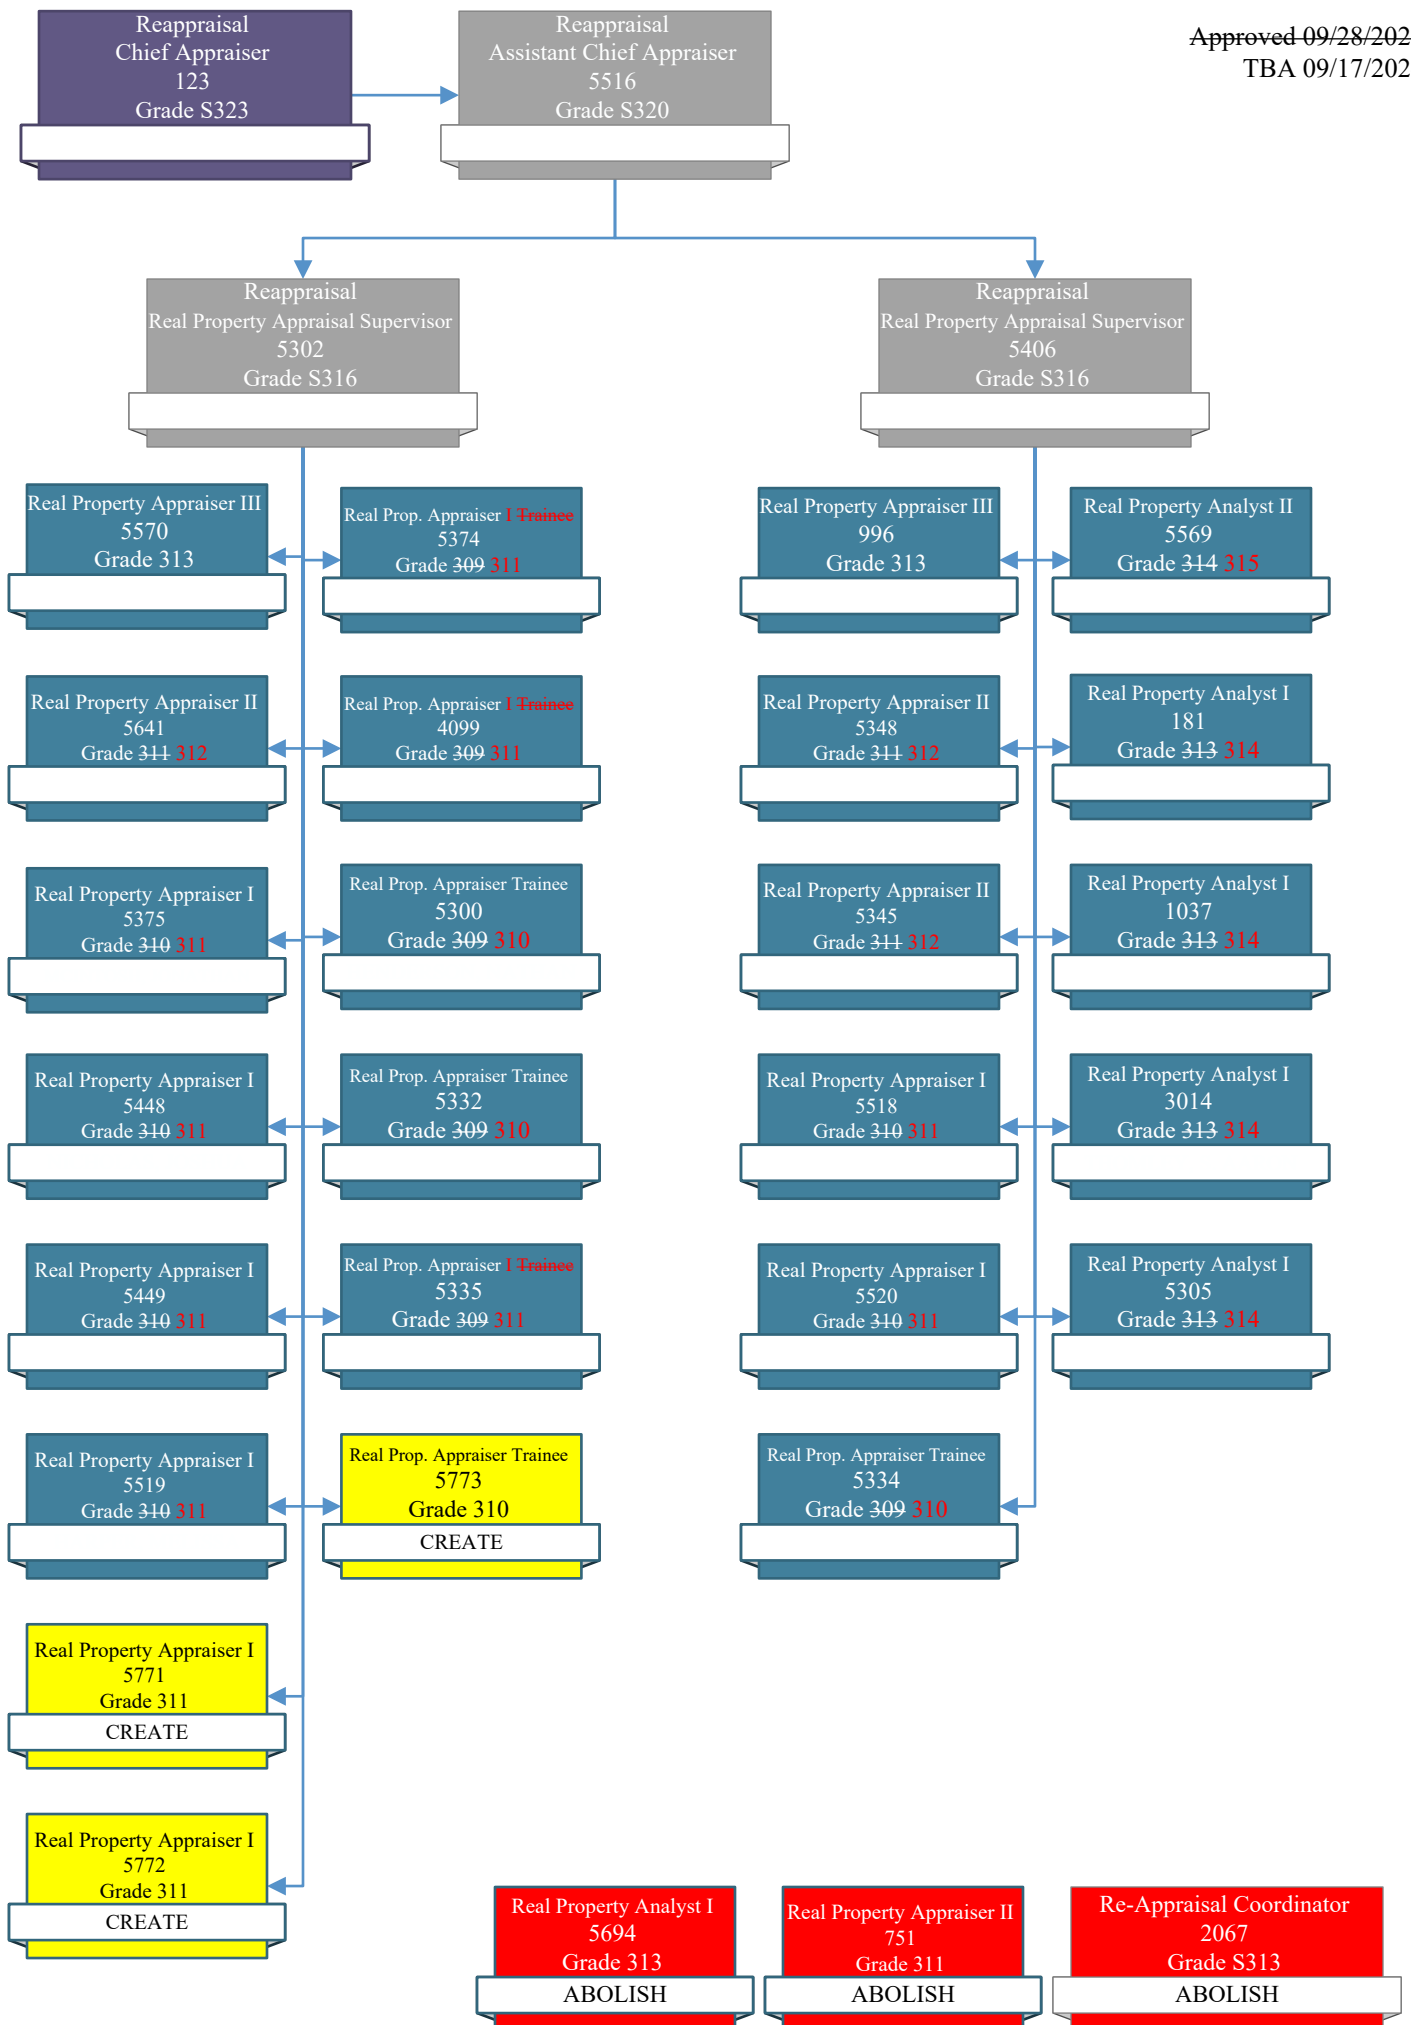 Reappraisal
Chief Appraiser
123
Grade S323
Reappraisal
Assistant Chief Appraiser
5516
Grade S320
Approved 09/28/202
TBA 09/17/202
Reappraisal
Real Property Appraisal Supervisor
5302
Grade S316
Reappraisal
Real Property Appraisal Supervisor
5406
Grade S316
Real Property Appraiser III
5570
Grade 313
Real Prop. Appraiser I Trainee
5374
Grade 309 311
Real Property Appraiser III
996
Grade 313
Real Property Analyst II
5569
Grade 314 315
Real Property Appraiser II
5641
Grade 311 312
Real Prop. Appraiser I Trainee
4099
Grade 309 311
Real Property Appraiser II
5348
Grade 311 312
Real Property Analyst I
181
Grade 313 314
Real Property Appraiser I
5375
Grade 310 311
Real Prop. Appraiser Trainee
5300
Grade 309 310
Real Property Appraiser II
5345
Grade 311 312
Real Property Analyst I
1037
Grade 313 314
Real Property Appraiser I
5448
Grade 310 311
Real Prop. Appraiser Trainee
5332
Grade 309 310
Real Property Appraiser I
5518
Grade 310 311
Real Property Analyst I
3014
Grade 313 314
Real Property Appraiser I
5449
Grade 310 311
Real Prop. Appraiser I Trainee
5335
Grade 309 311
Real Property Appraiser I
5520
Grade 310 311
Real Property Analyst I
5305
Grade 313 314
Real Property Appraiser I
5519
Grade 310 311
Real Prop. Appraiser Trainee
5773
Grade 310
CREATE
Real Prop. Appraiser Trainee
5334
Grade 309 310
Real Property Appraiser I
5771
Grade 311
CREATE
Real Property Appraiser I
5772
Grade 311
CREATE
Real Property Analyst I
5694
Grade 313
ABOLISH
Real Property Appraiser II
751
Grade 311
ABOLISH
Re-Appraisal Coordinator
2067
Grade S313
ABOLISH